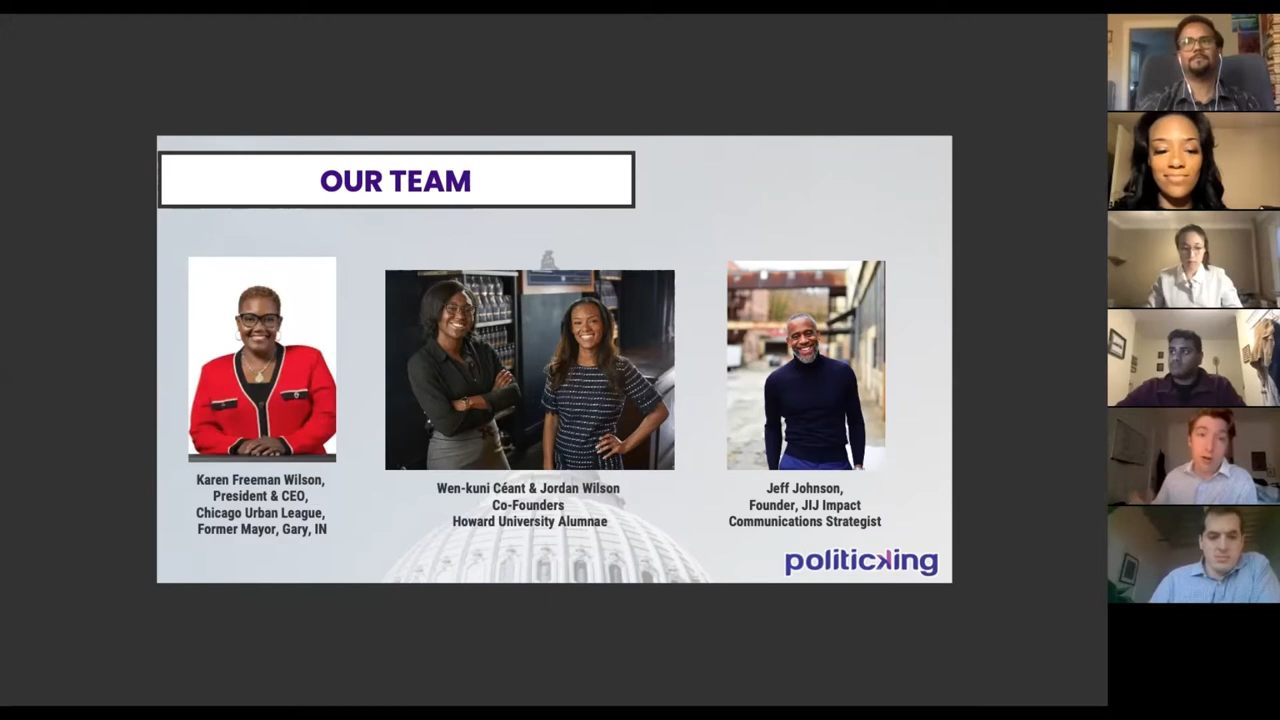 OUR TEAM
Karen Freeman Wilson,
President & CEO,
Chicago Urban League,
Former Mayor, Gary, IN
Wen-kuni Céant & Jordan Wilson
Co-Founders
Howard University Alumnae
Jeff Johnson,
Founder, JIJ Impact
Communications Strategist
politicking